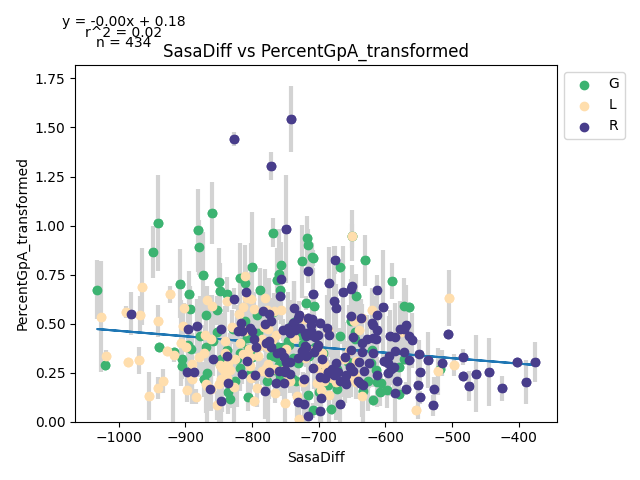 y = -0.00x + 0.18
r^2 = 0.02
n = 434
SasaDiff vs PercentGpA_transformed
1.75
1.50
1.25
1.00
0.75
0.50
0.25
0.00
PercentGpA_transformed
−1000
−900
−800
−700
−600
−500
−400
SasaDiff
G
L
R